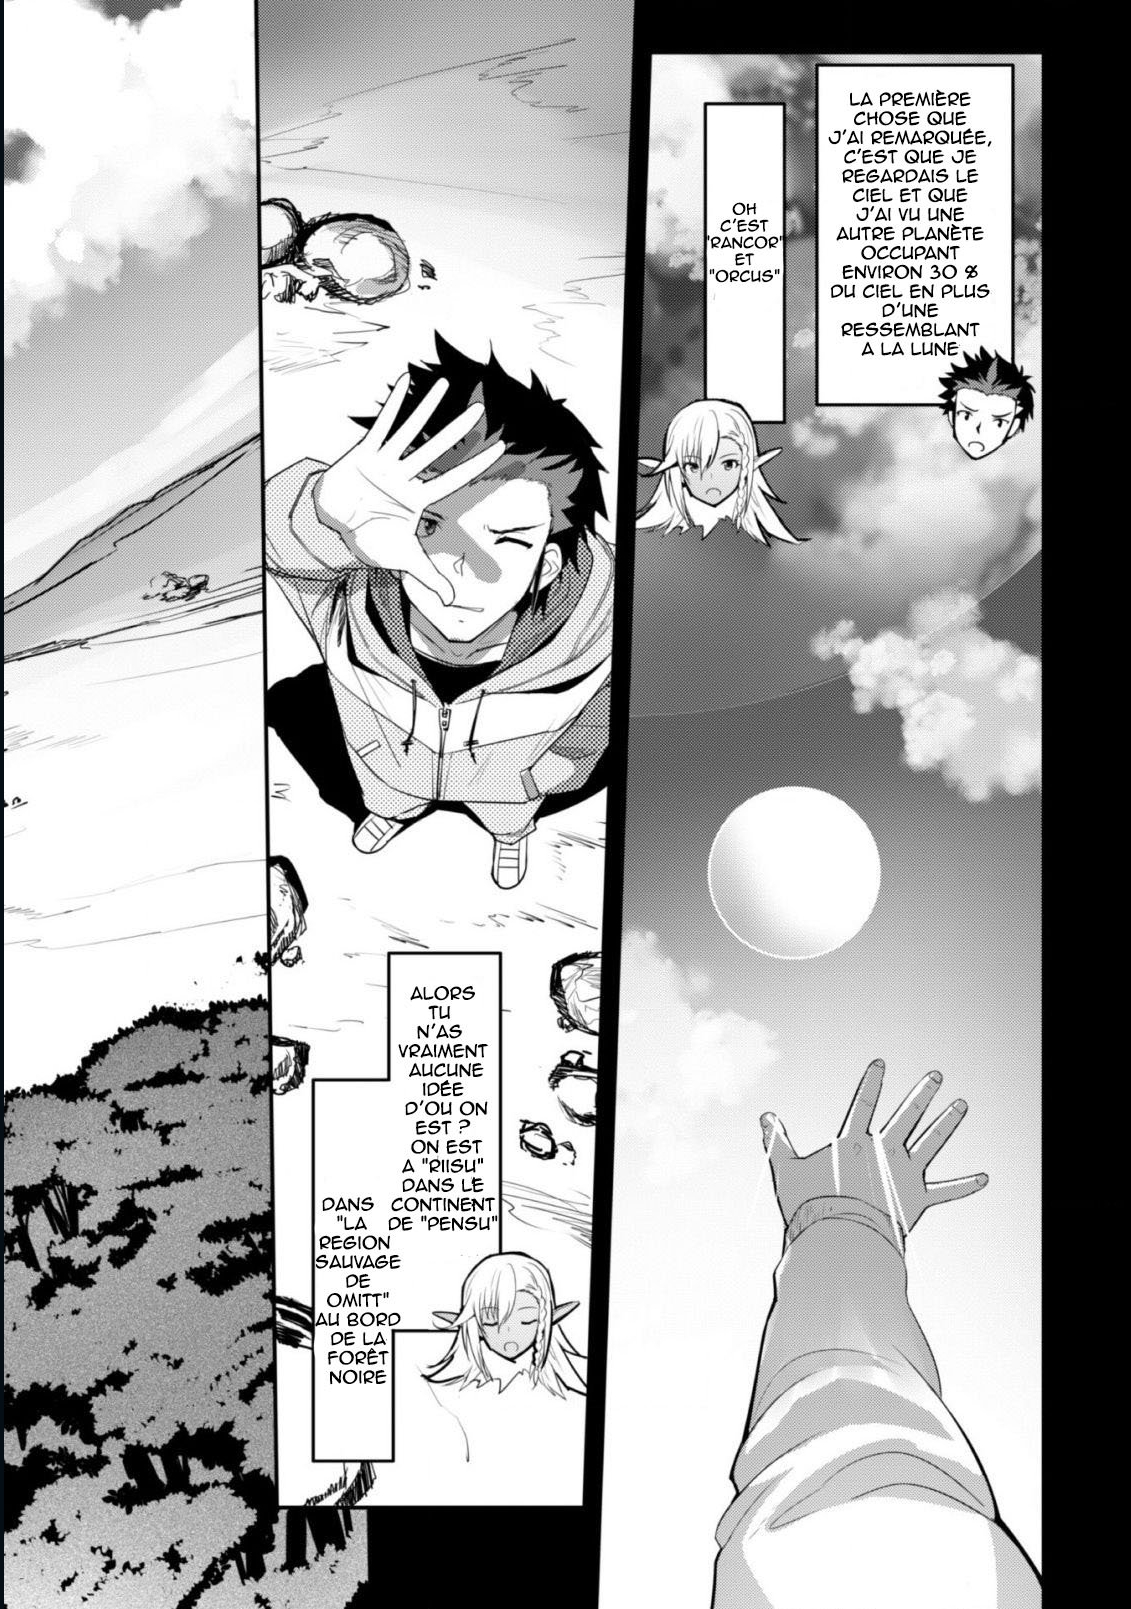 LA PREMIÈRE
CHOSE QUE
J'AI REMARQUÉE,
C'EST QUE JE
REGARDAIS LE
CIEL ET QUE
J'AI VU UNE
AUTRE PLANÈTE
OCCUPANT
ENVIRON 30 %
DU CIEL EN PLUS
D'UNE
RESSEMBLANT
A LA LUNE
OH
C'EST
"RANCOR"
ET
"ORCUS"
ALORS
TU
N'AS
VRAIMENT
AUCUNE
IDÉE
D'OU ON
EST ?
ON EST
A "RIISU"
DANS LE
CONTINENT
DE "PENSU"
DANS
"LA
REGION
SAUVAGE
DE
OMITT"
AU BORD
DE LA
FORÊT
NOIRE